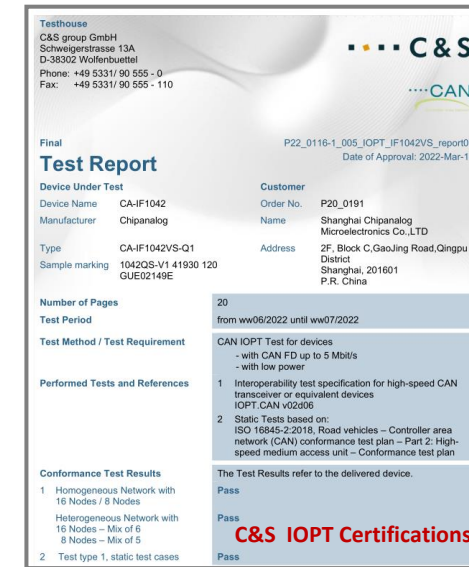 Testhouse
C&S group GmbH
Schweigerstrasse 13A
D-38302 Wolfenbuettel
Phone: +49 5331/ 90 555 - 0
Fax: +49 5331/ 90 555 - 110
C & S
CAN
Final
P22_0116-1_005_IOPT_IF1042VS_report0
Test Report
Date of Approval: 2022-Mar-1
Device Under Test
Customer
Device Name CA-IF1042
Order No. P20_0191
Manufacturer Chipanalog
Name Shanghai Chipanalog
Microelectronics Co.,LTD
Type CA-IF1042VS-Q1
Address 2F, Block C,GaoJing Road,Qingpu
District
Shanghai, 201601
P.R. China
Sample marking 1042QS-V1 41930 120
GUE02149E
Number of Pages 20
Test Period from ww06/2022 until ww07/2022
Test Method / Test Requirement CAN IOPT Test for devices
- with CAN FD up to 5 Mbit/s
- with low power
Performed Tests and References 1 Interoperability test specification for high-speed CAN
transceiver or equivalent devices
IOPT.CAN v02d06
2 Static Tests based on:
ISO 16845-2:2018, Road vehicles – Controller area
network (CAN) conformance test plan – Part 2: High-
speed medium access unit – Conformance test plan
Conformance Test Results The Test Results refer to the delivered device.
1 Homogeneous Network with Pass
16 Nodes / 8 Nodes
Heterogeneous Network with Pass
16 Nodes – Mix of 6
8 Nodes – Mix of 5
C&S IOPT Certifications
2 Test type 1, static test cases Pass